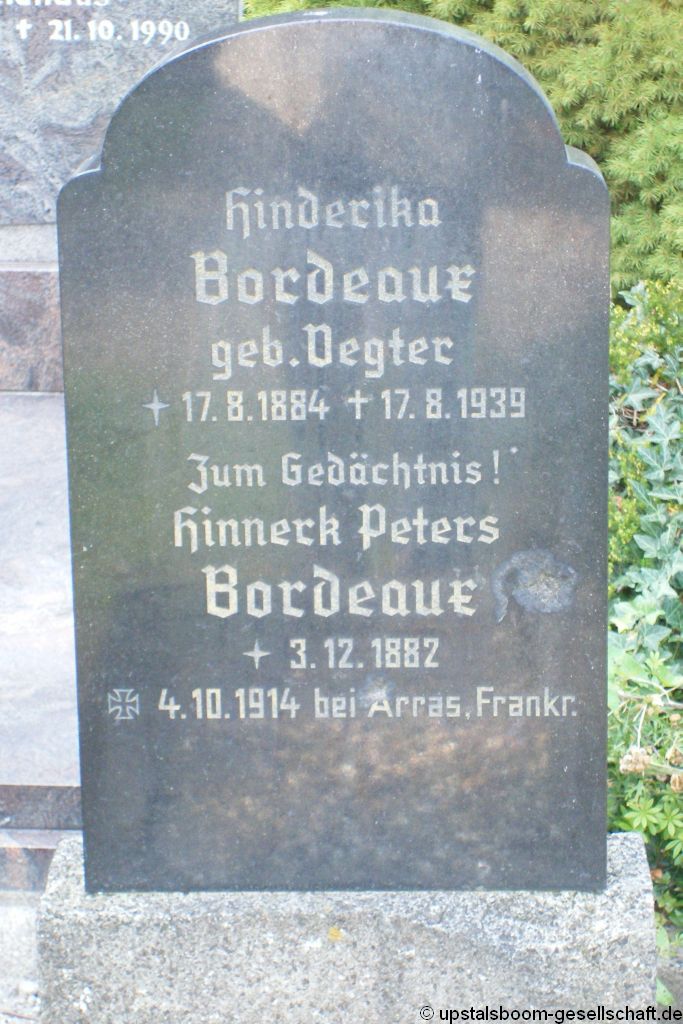 ✝ 21.10.1990
Hinderika
Bordeaux
geb. Degter
17.8.1884 ✝ 17.8.1939
Zum Gedächtnis!
Hinnerk Peters
Bordeaux
3.12.1882
4.10.1914 bei Arras, Frankr.
© upstalsboom-gesellschaft.de